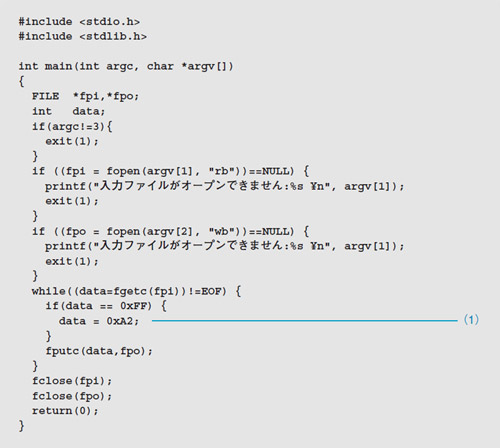 #include <stdio.h>
#include <stdlib.h>

int main(int argc, char *argv[])
{
  FILE  *fpi,*fpo;
  int   data;
  if(argc!=3){
    exit(1);
  }
  if ((fpi = fopen(argv[1], "rb"))==NULL) {
    printf("入力ファイルがオープンできません:%s ¥n", argv[1]);
    exit(1);
  }
  if ((fpo = fopen(argv[2], "wb"))==NULL) {
    printf("入力ファイルがオープンできません:%s ¥n", argv[1]);
    exit(1);
  }
  while((data=fgetc(fpi))!=EOF) {
    if(data == 0xFF) {
      data = 0xA2; (1)
    }
    fputc(data,fpo);
  }
  fclose(fpi);
  fclose(fpo);
  return(0);
}